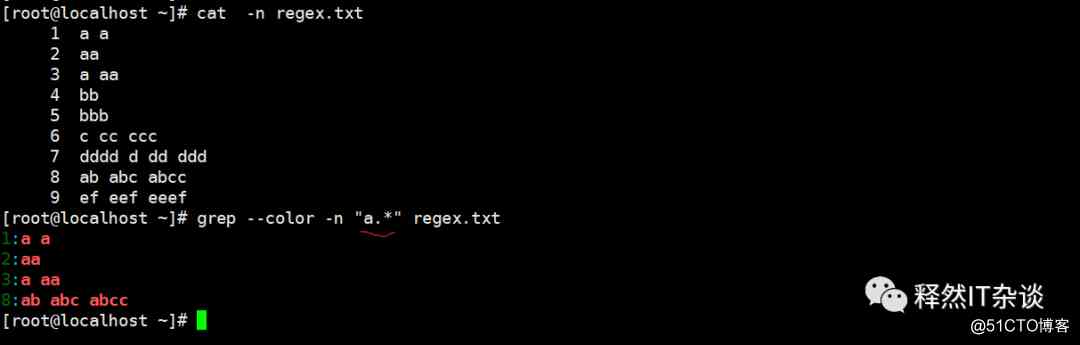 [root@localhost ~]# cat  -n regex.txt
     1  a a
     2  aa
     3  a aa
     4  bb
     5  bbb
     6  c cc ccc
     7  dddd d dd ddd
     8  ab abc abcc
     9  ef eef eeef
[root@localhost ~]# grep --color -n "a.*" regex.txt
1:a a
2:aa
3:a aa
8:ab abc abcc
[root@localhost ~]#
释然IT杂谈
@51CTO博客